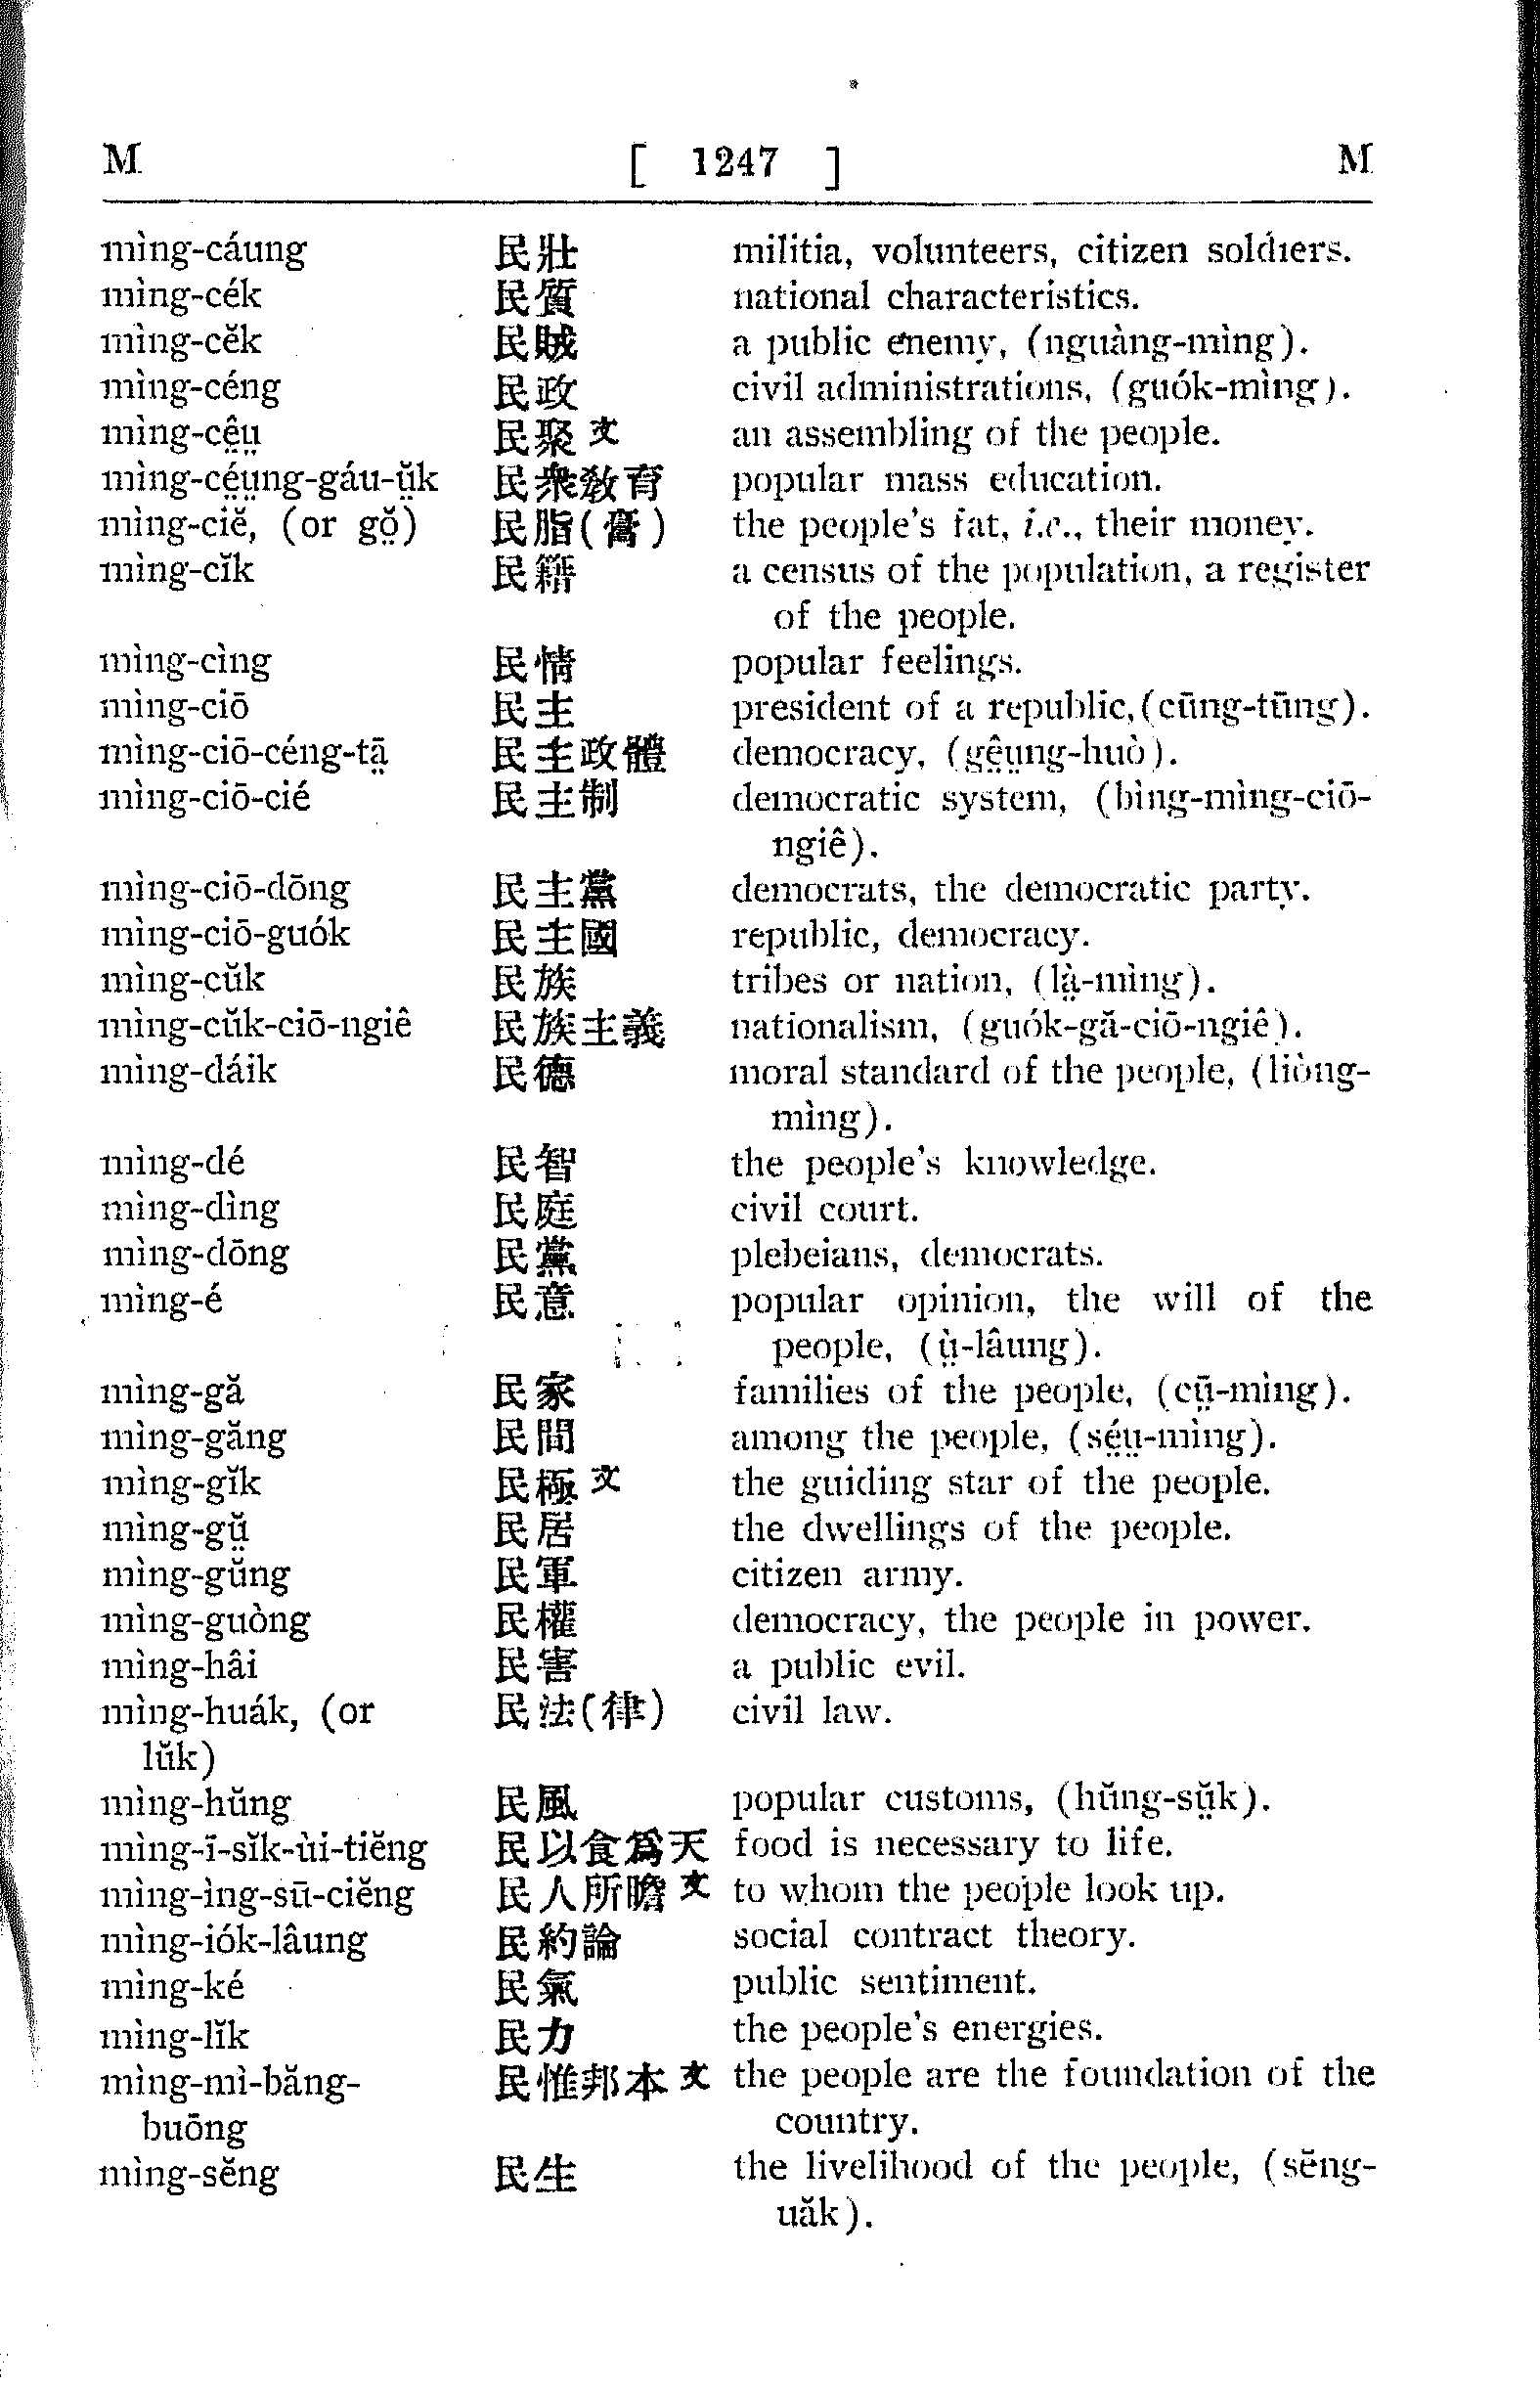 M [ 1247 ] M
mìng-cáung 民壯 militia, volunteers, citizen soldiers.
mìng-cék 民質 national characteristics.
mìng-cĕk 民賊 a public enemy, (nguàng-mìng).
mìng-céng 民政 civil administrations, (guók-mìng).
mìng-cê̤ṳ 民聚文 an assembling of the people.
mìng-cé̤ṳng-gáu-ṳ̆k 民衆敎育 popular mass education.
mìng-ciĕ, (or gŏ̤) 民脂(膏) the people's fat, i.e., their money.
mìng-cĭk 民籍 a census of the population, a register
of the people.
mìng-cìng 民情 popular feelings.
mìng-ciō 民主 president of a republic,(cūng-tūng).
mìng-ciō-céng-tā̤ 民主政體 democracy, (gê̤ṳng-huò).
mìng-ciō-cié 民主制 democratic system, (bìng-mìng-ciō-
ngiê).
mìng-ciō-dōng 民主黨 democrats, the democratic party.
mìng-ciō-guók 民主國 republic, democracy.
mìng-cŭk 民族 tribes or nation, (là̤-mìng).
mìng-cŭk-ciō-ngiê 民族主義 nationalism, (guók-gă-ciō-ngiê).
mìng-dáik 民德 moral standard of the people, (liòng-
mìng).
mìng-dé 民智 the people's knowledge.
mìng-dìng 民庭 civil court.
mìng-dōng 民黨 plebeians, democrats.
mìng-é 民意 popular opinion, the will of the
people, (ṳ̀-lâung).
mìng-gă 民家 families of the people, (cṳ̄-mìng).
mìng-găng 民間 among the people, (sé̤ṳ-mìng).
mìng-gĭk 民極文 the guiding star of the people.
mìng-gṳ̆ 民居 the dwellings of the people.
mìng-gŭng 民軍 citizen army.
mìng-guòng 民權 democracy, the people in power.
mìng-hâi 民害 a public evil.
mìng-huák, (or 民法(律) civil law.
lŭk)
mìng-hŭng 民風 popular customs, (hŭng-sṳ̆k).
mìng-ī-sĭk-ùi-tiĕng 民以食爲天 food is necessary to life.
mìng-ìng-sū-ciĕng 民人所瞻文 to whom the people look up.
mìng-iók-lâung 民約論 social contract theory.
mìng-ké 民氣 public sentiment.
mìng-lĭk 民力 the people's energies.
mìng-mì-băng- 民惟邦本文 the people are the foundation of the
buōng country.
mìng-sĕng 民生 the livelihood of the people, (sĕng-
uăk).